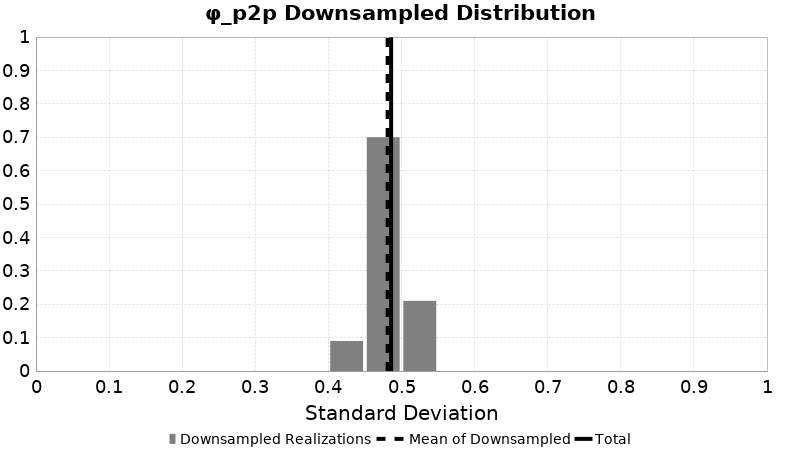 φ_p2p Downsampled Distribution
1
0.9
0.8
0.7
0.6
0.5
0.4
0.3
0.2
0.1
0
0 0.1 0.2 0.3 0.4 0.5 0.6 0.7 0.8 0.9 1
Standard Deviation
Downsampled Realizations Mean of Downsampled Total